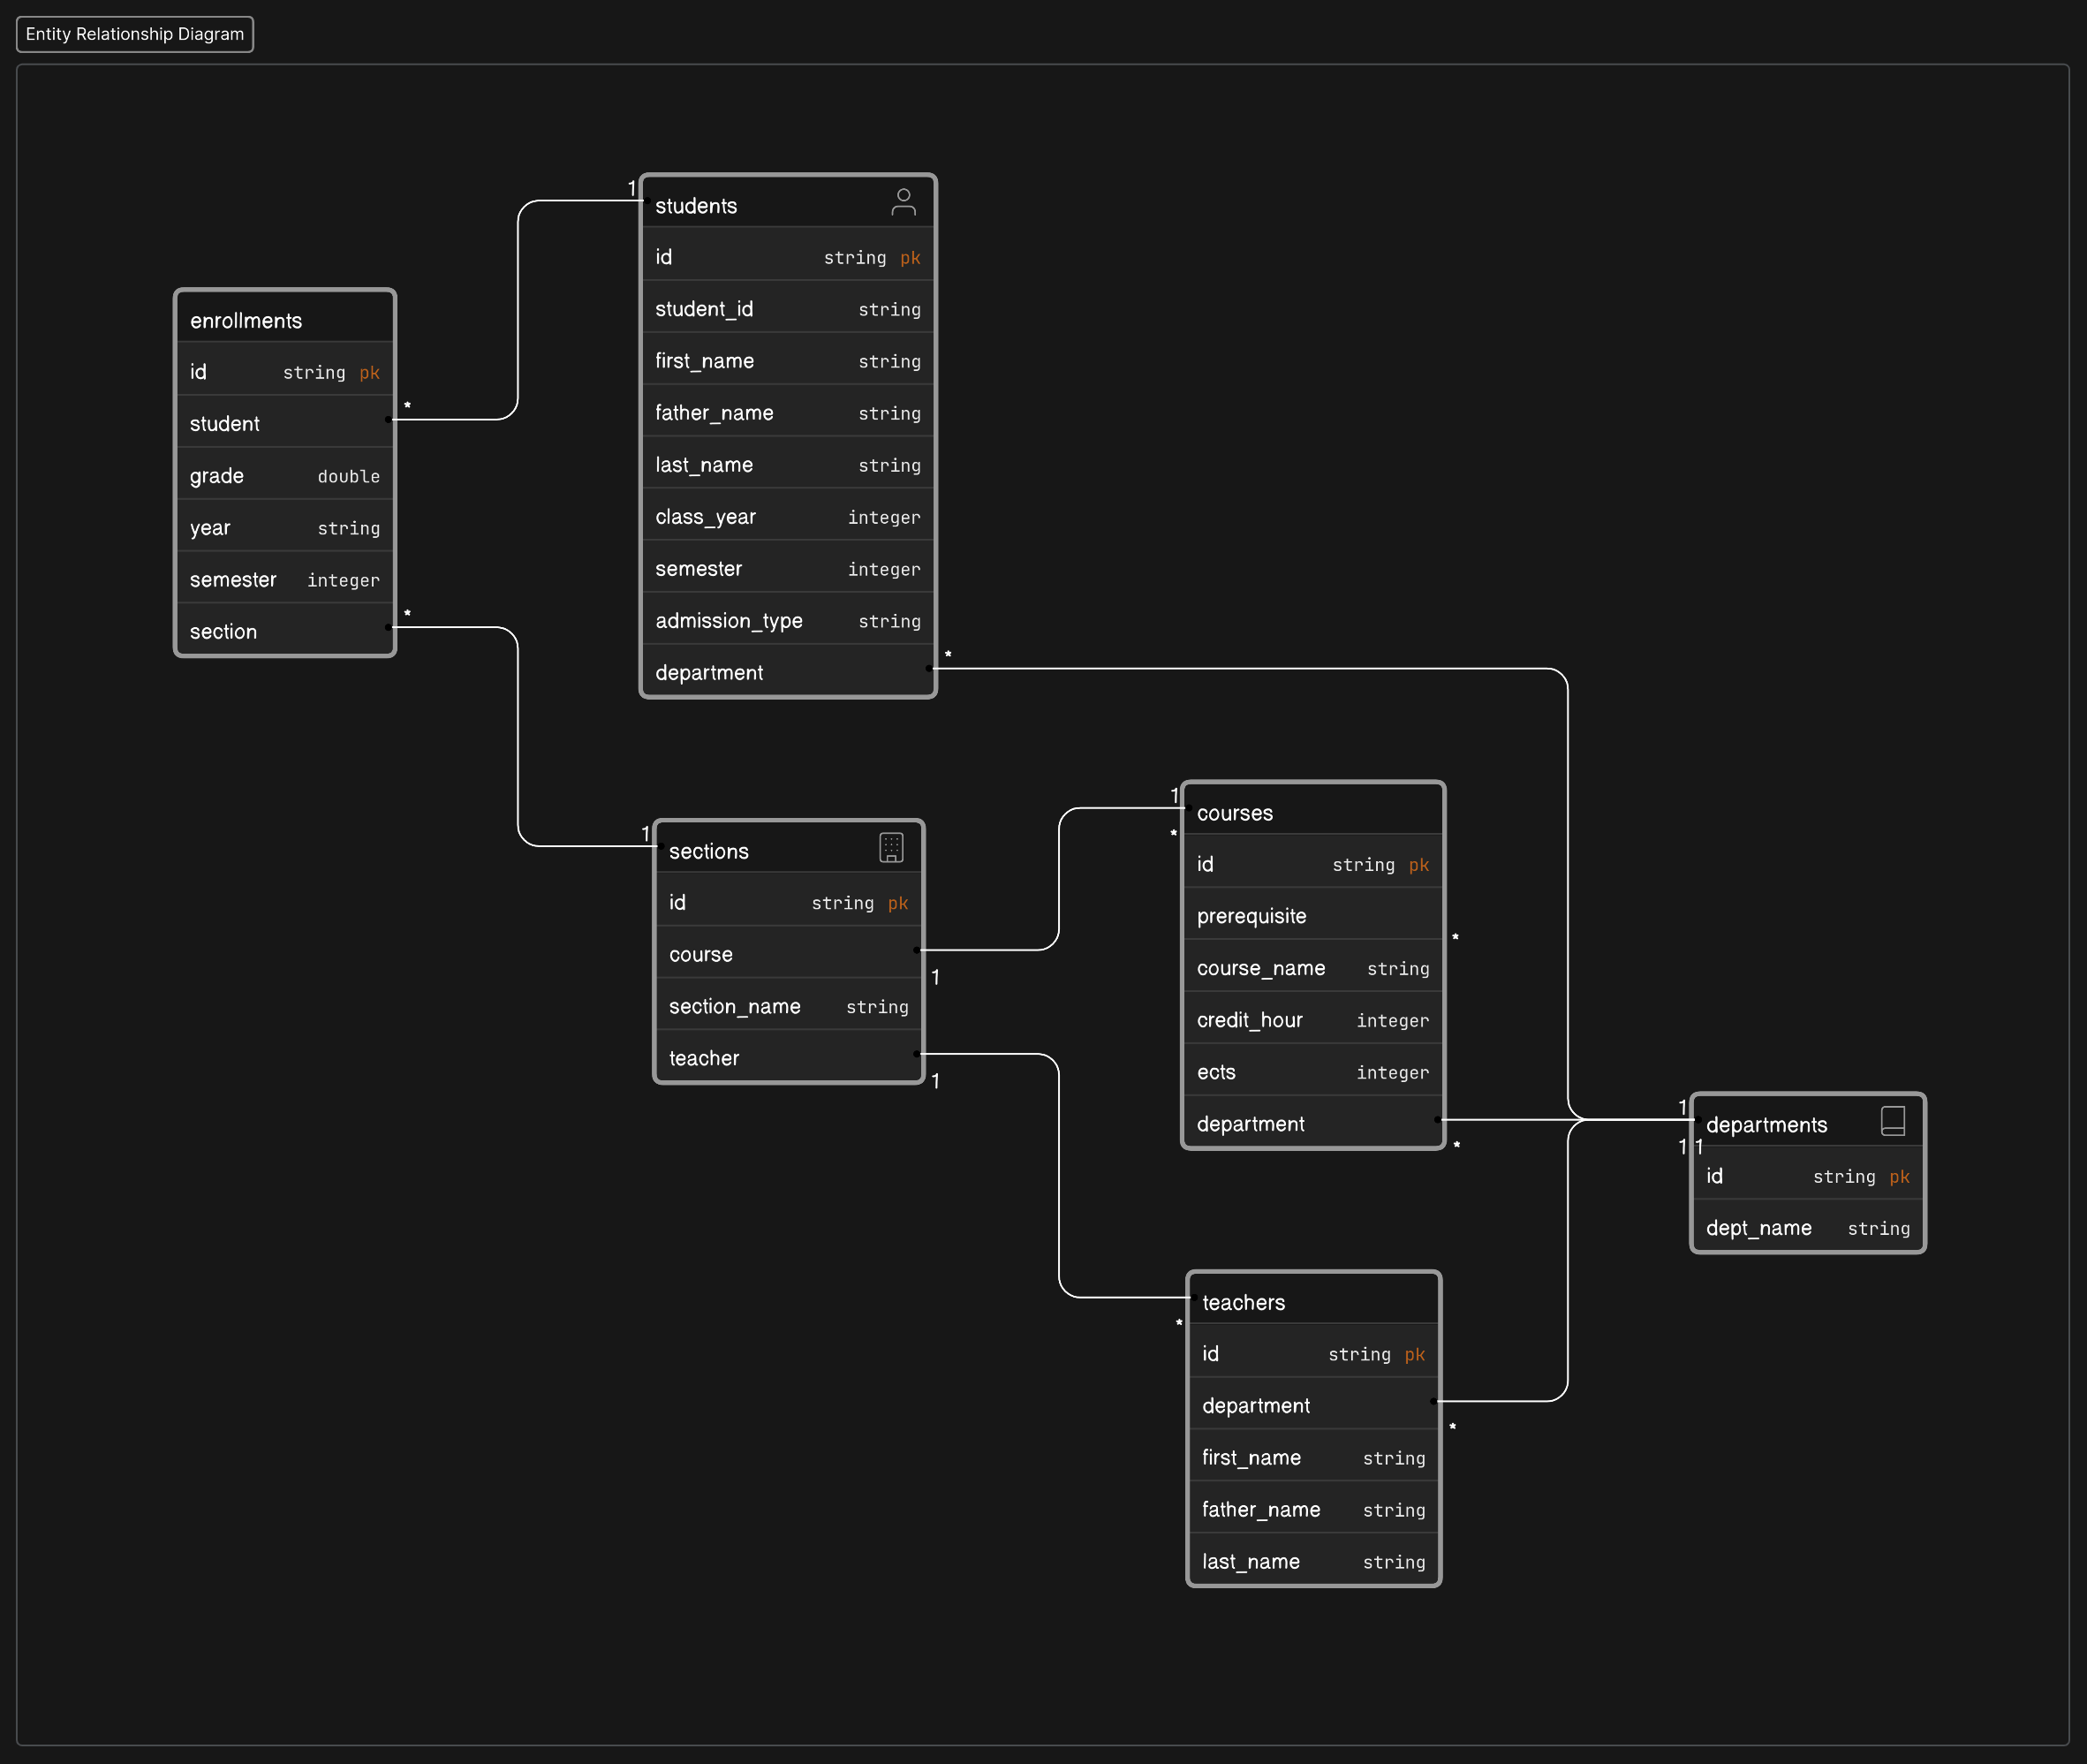 Entity Relationship Diagram
1
students
id string pk
student_id string
first_name string
father_name string
last_name string
class_year integer
semester integer
admission_type string
department
*
enrollments
id string pk
student
*
grade double
year string
semester integer
section
*
1
sections
id string pk
course
1
section_name string
teacher
1
1
*
courses
id string pk
prerequisite
*
course_name string
credit_hour integer
ects integer
department
*
1
departments
1 1
id string pk
dept_name string
teachers
*
id string pk
department
*
first_name string
father_name string
last_name string